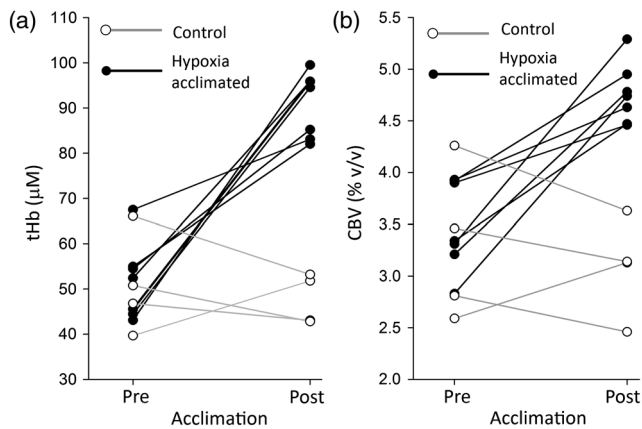 (a)
110
100
90
80
70
60
50
40
30
tHb (μM)
Control
Hypoxia
acclimated
Pre
Post
Acclimation
(b)
5.5
5.0
4.5
4.0
3.5
3.0
2.5
2.0
CBV (% v/v)
Control
Hypoxia
acclimated
Pre
Post
Acclimation